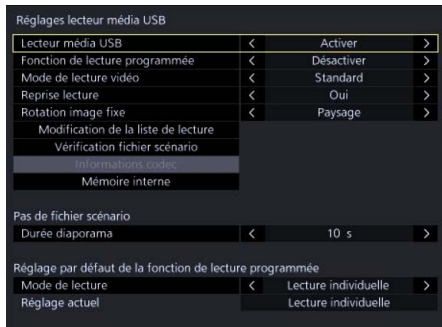 Réglages lecteur média USB
Lecteur média USB < Activer >
Fonction de lecture programmée < Désactiver >
Mode de lecture vidéo < Standard >
Reprise lecture < Oui >
Rotation image fixe < Paysage >
Modification de la liste de lecture
Vérification fichier scénario
Informations codec
Mémoire interne
Pas de fichier scénario
Durée diaporama < 10 s >
Réglage par défaut de la fonction de lecture programmée
Mode de lecture < Lecture individuelle >
Réglage actuel Lecture individuelle